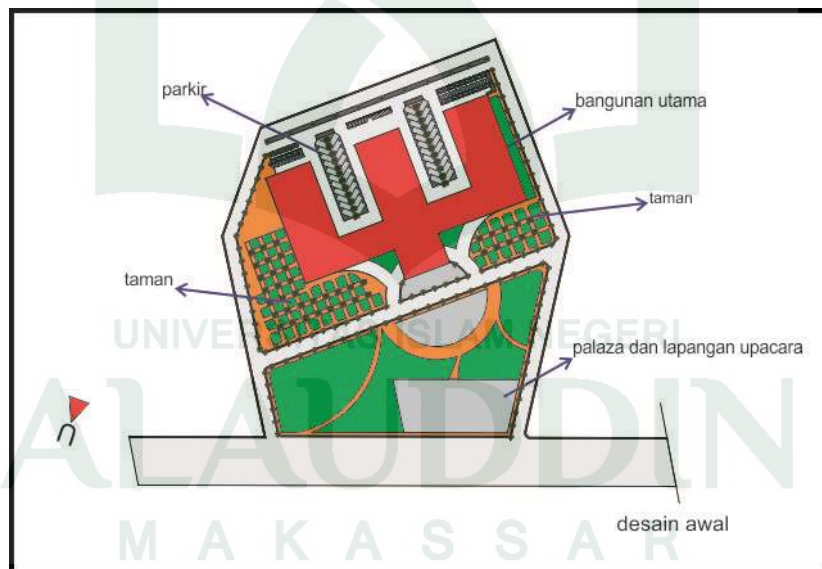 parkir
bangunan utama
taman
taman
UNIVERSITAS ISLAM NEGERI
palaza dan lapangan upacara
ALAUDDIN
desain awal
MAKASSAR